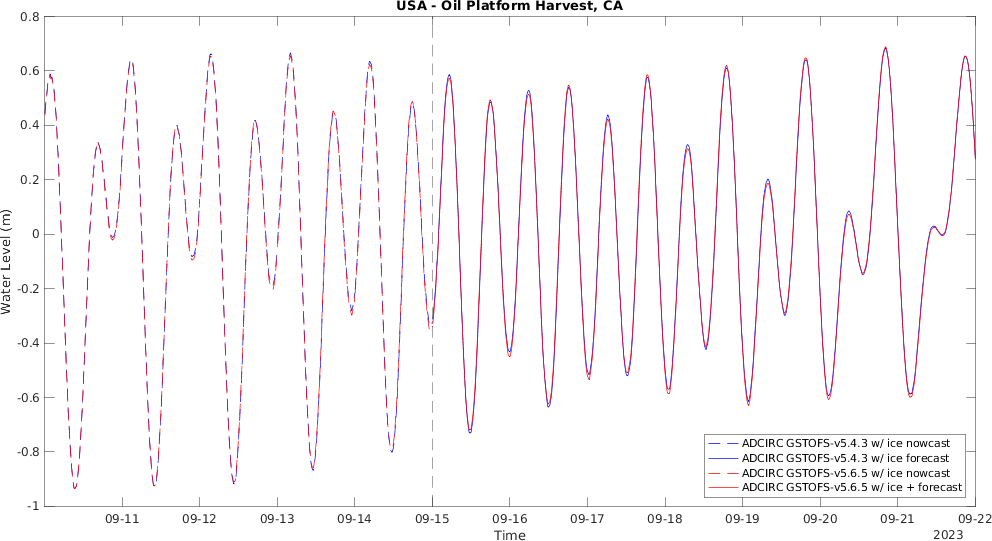 USA - Oil Platform Harvest, CA
Water Level (m)
0.8
0.6
0.4
0.2
0
-0.2
-0.4
-0.6
-0.8
-1
ADCIRC GSTOFS-v5.4.3 w/ ice nowcast
ADCIRC GSTOFS-v5.4.3 w/ ice forecast
ADCIRC GSTOFS-v5.6.5 w/ ice nowcast
ADCIRC GSTOFS-v5.6.5 w/ ice + forecast
09-11 09-12 09-13 09-14 09-15 09-16 09-17 09-18 09-19 09-20 09-21 09-22
Time
2023